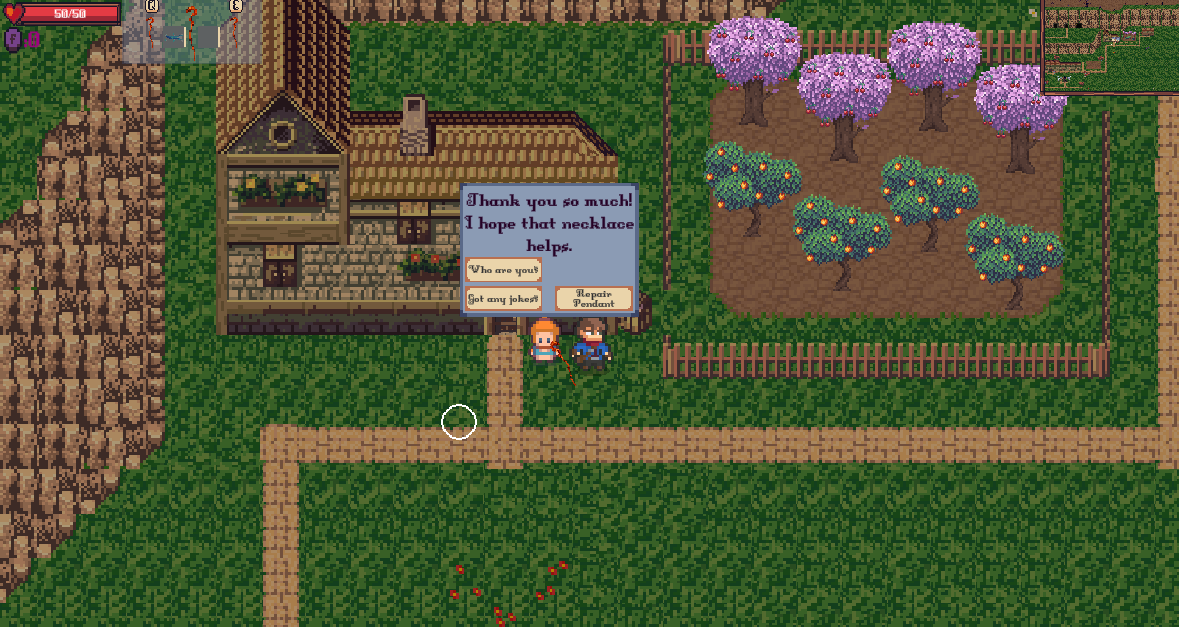 50/50
Q
E
Thank you so much!
I hope that necklace
helps.
Who are you?
Got any jokes?
Repair
Pendant